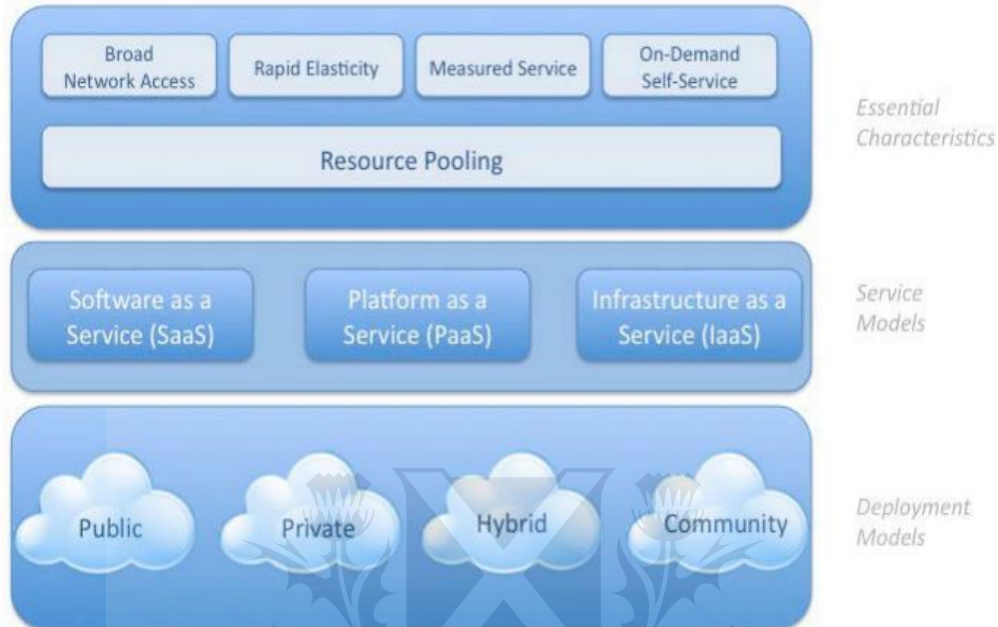 Broad
Network Access
Rapid Elasticity
Measured Service
On-Demand
Self-Service
Resource Pooling
Essential
Characteristics
Software as a
Service (SaaS)
Platform as a
Service (PaaS)
Infrastructure as a
Service (IaaS)
Service
Models
Public
Private
Hybrid
Community
Deployment
Models